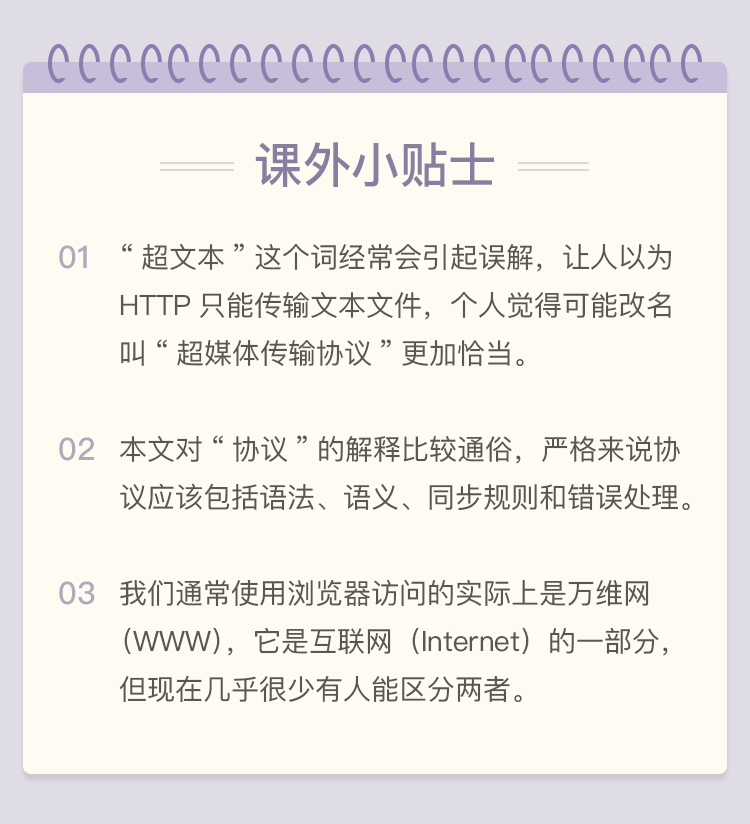 课外小贴士
01 “ 超文本 ” 这个词经常会引起误解，让人以为
HTTP 只能传输文本文件，个人觉得可能改名
叫 “ 超媒体传输协议 ” 更加恰当。
02 本文对 “ 协议 ” 的解释比较通俗，严格来说协
议应该包括语法、语义、同步规则和错误处理。
03 我们通常使用浏览器访问的实际上是万维网
（WWW），它是互联网（Internet）的一部分，
但现在几乎很少有人能区分两者。